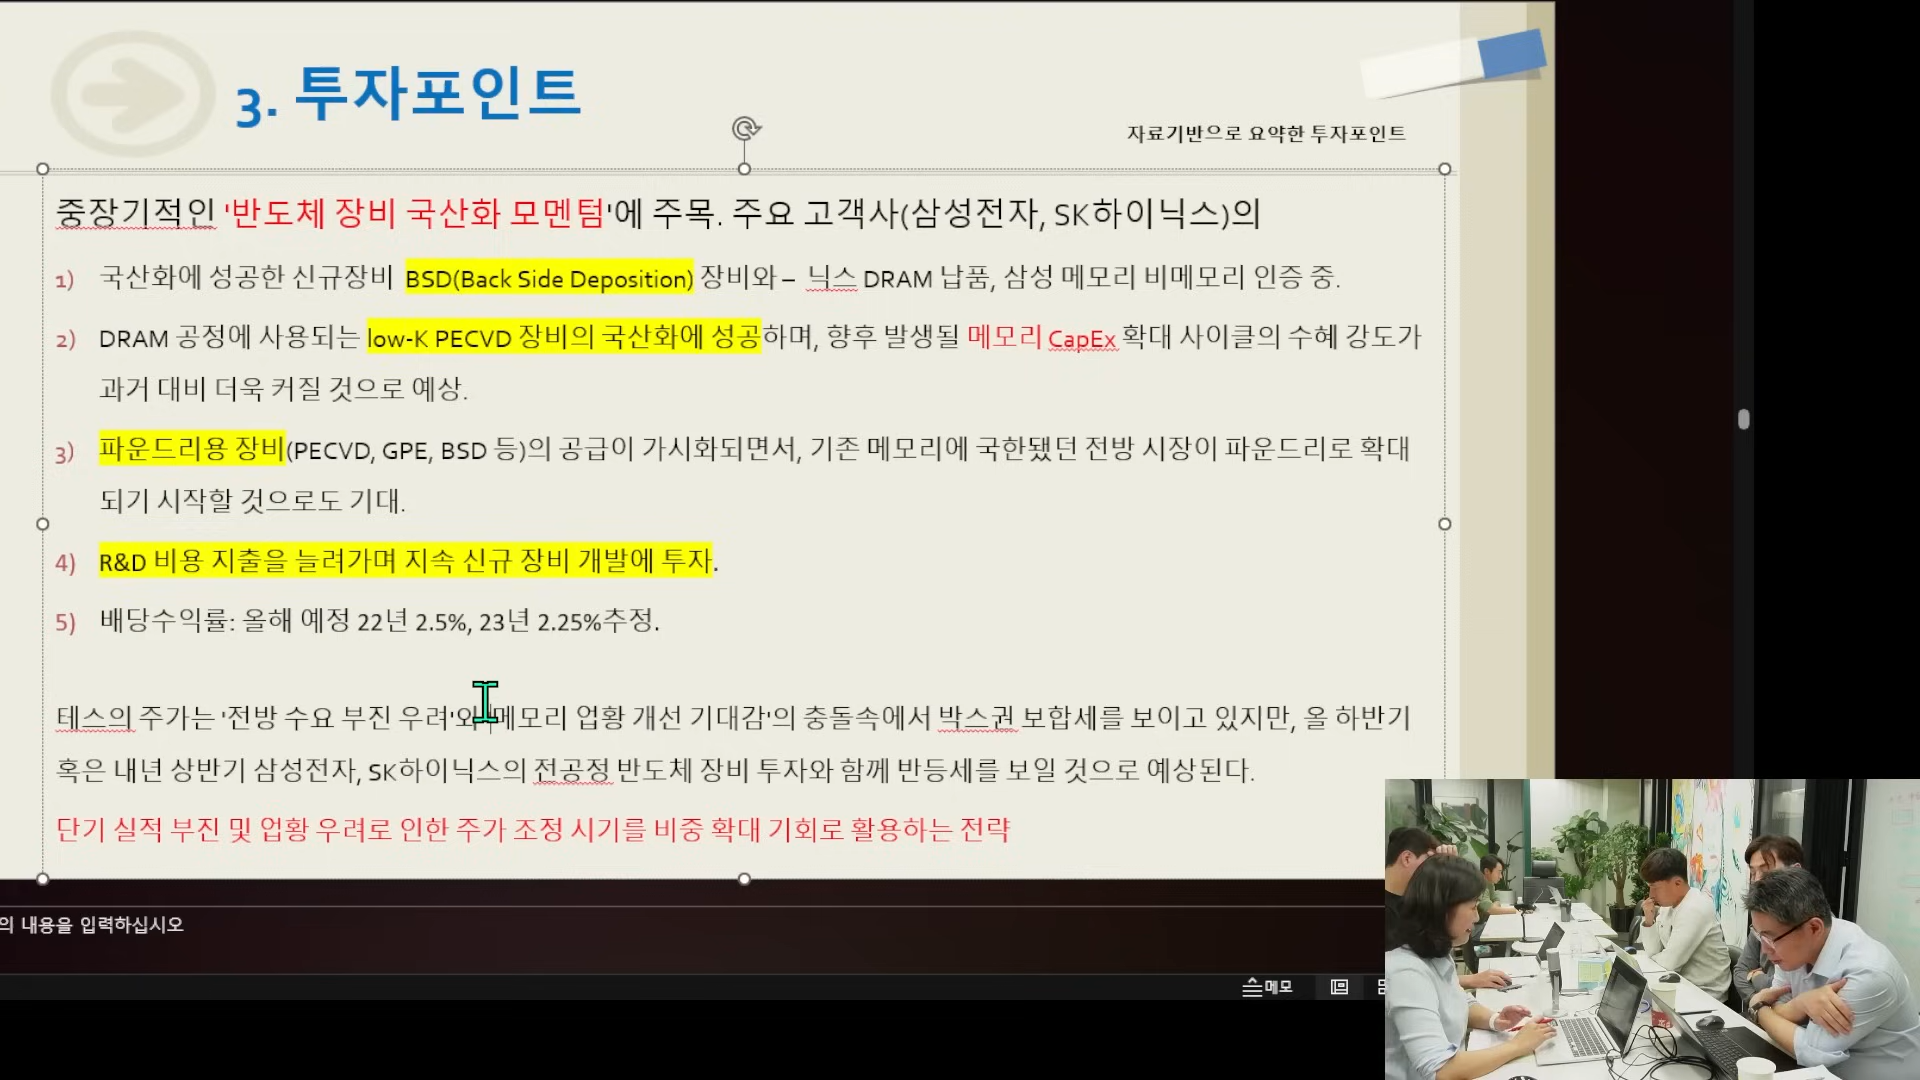 3. 투자포인트
자료기반으로 요약한 투자포인트
중장기적인 '반도체 장비 국산화 모멘텀'에 주목. 주요 고객사(삼성전자, SK하이닉스)의
1) 국산화에 성공한 신규장비 BSD(Back Side Deposition) 장비와 – 닉스 DRAM 납품, 삼성 메모리 비메모리 인증 중.
2) DRAM 공정에 사용되는 low-K PECVD 장비의 국산화에 성공하며, 향후 발생될 메모리 CapEx 확대 사이클의 수혜 강도가
과거 대비 더욱 커질 것으로 예상.
3) 파운드리용 장비(PECVD, GPE, BSD 등)의 공급이 가시화되면서, 기존 메모리에 국한됐던 전방 시장이 파운드리로 확대
되기 시작할 것으로도 기대.
4) R&D 비용 지출을 늘려가며 지속 신규 장비 개발에 투자.
5) 배당수익률: 올해 예정 22년 2.5%, 23년 2.25%추정.
테스의 주가는 '전방 수요 부진 우려'와 메모리 업황 개선 기대감'의 충돌속에서 박스권 보합세를 보이고 있지만, 올 하반기
혹은 내년 상반기 삼성전자, SK하이닉스의 전공정 반도체 장비 투자와 함께 반등세를 보일 것으로 예상된다.
단기 실적 부진 및 업황 우려로 인한 주가 조정 시기를 비중 확대 기회로 활용하는 전략
의 내용을 입력하십시오
메모